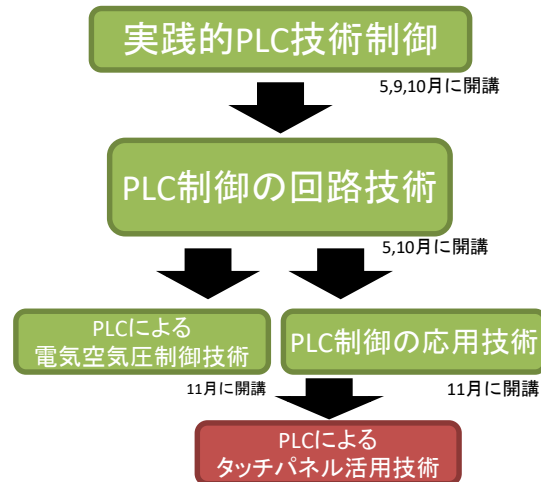 実践的PLC技術制御
5,9,10月に開講
PLC制御の回路技術
5,10月に開講
PLCによる
電気空気圧制御技術
PLC制御の応用技術
11月に開講
11月に開講
PLCによる
タッチパネル活用技術